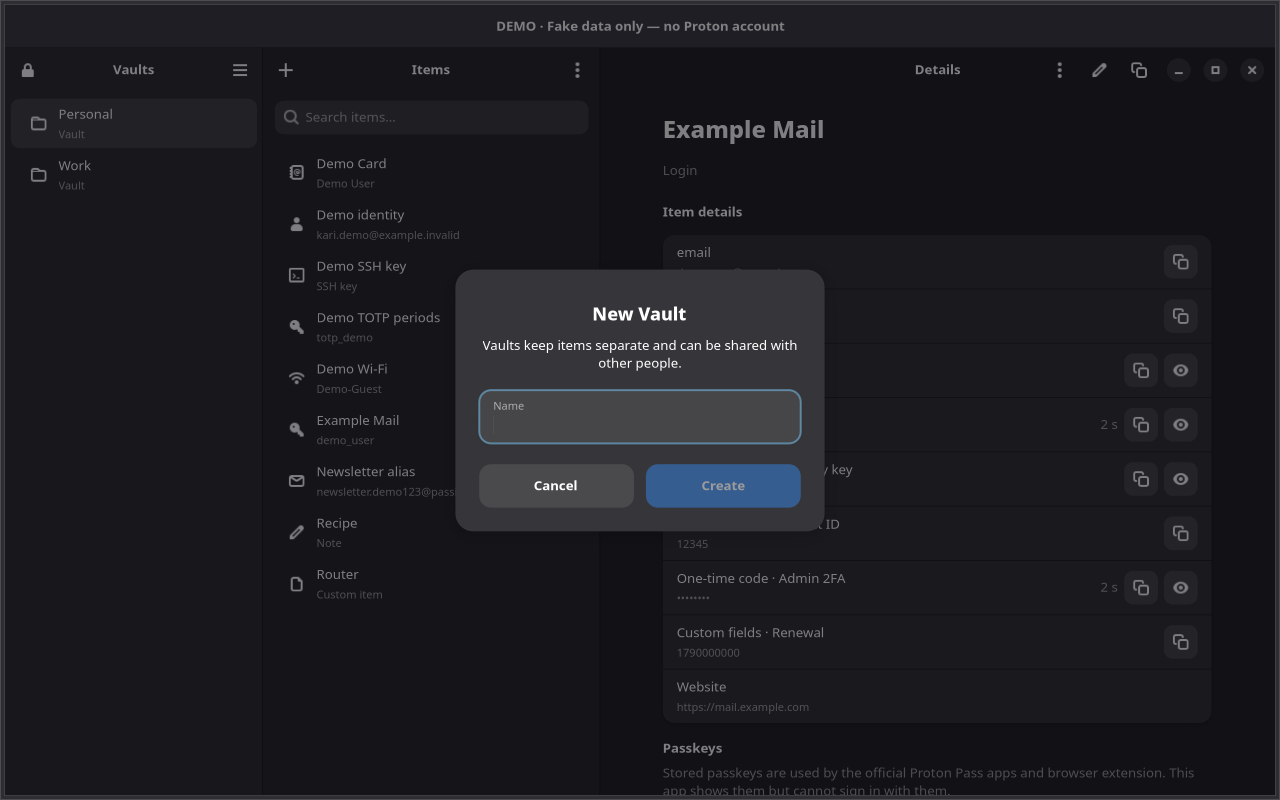 DEMO · Fake data only — no Proton account
Vaults
Items
Details
Personal
Vault
Work
Vault
Search items...
Demo Card
Demo User
Demo identity
kari.demo@example.invalid
Demo SSH key
SSH key
Demo TOTP periods
totp_demo
Demo Wi-Fi
Demo-Guest
Example Mail
demo_user
Newsletter alias
newsletter.demo123@pass
Recipe
Note
Router
Custom item
Example Mail
Login
Item details
email
2 s
key
ID
12345
One-time code · Admin 2FA
••••••••
2 s
Custom fields · Renewal
1790000000
Website
https://mail.example.com
Passkeys
Stored passkeys are used by the official Proton Pass apps and browser extension. This
app shows them but cannot sign in with them.
New Vault
Vaults keep items separate and can be shared with
other people.
Name
Cancel
Create